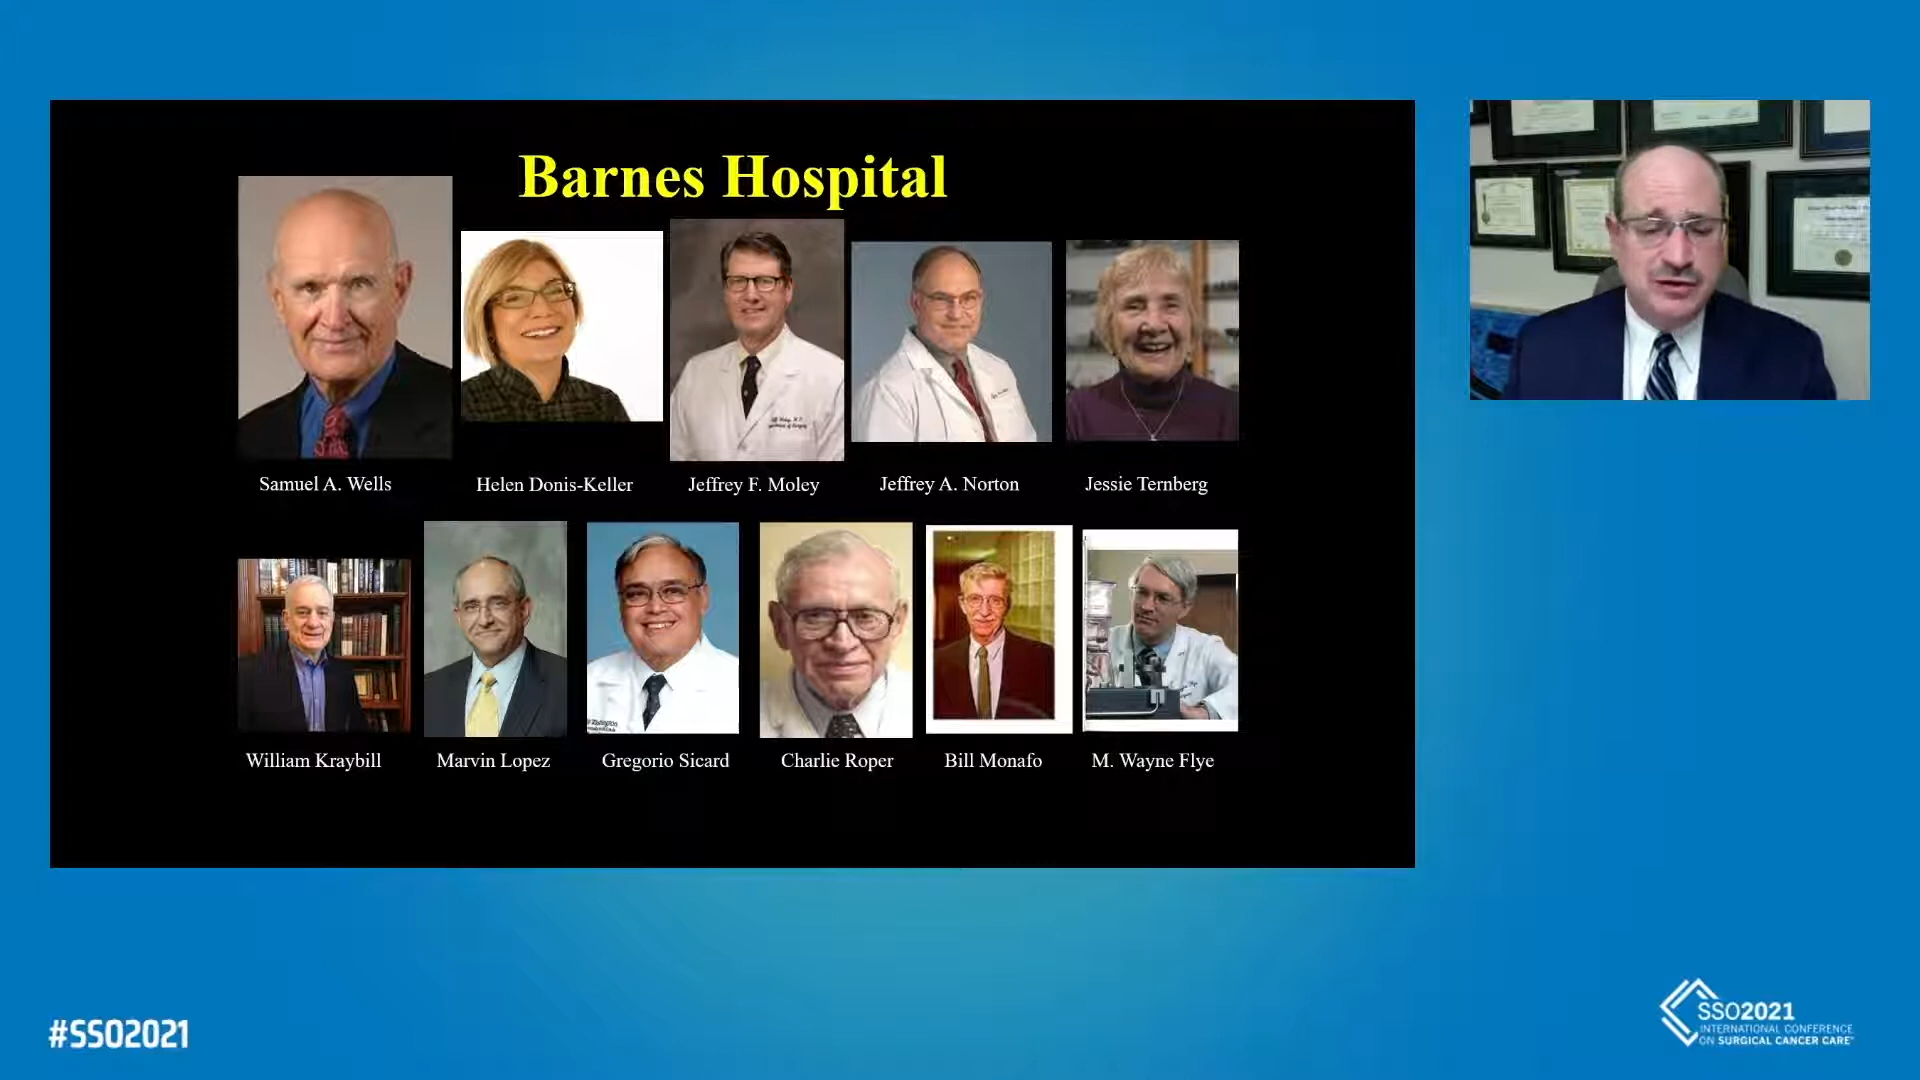 Barnes Hospital
Samuel A. Wells
Helen Donis-Keller
Jeffrey F. Moley
Jeffrey A. Norton
Jessie Ternberg
William Kraybill
Marvin Lopez
Gregorio Sicard
Charlie Roper
Bill Monafo
M. Wayne Flye
#SSO2021
SSO2021
INTERNATIONAL CONFERENCE
ON SURGICAL CANCER CARE